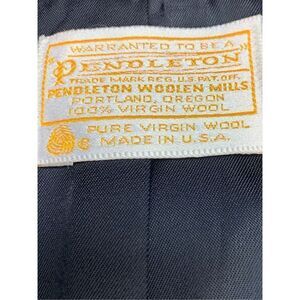 WARRANTED TO BE A
"PENDLETON"
TRADE MARK REG. U.S. PAT. OFF.
PENDLETON WOOLEN MILLS
PORTLAND, OREGON
100% VIRGIN WOOL
PURE VIRGIN WOOL
MADE IN U.S.A.